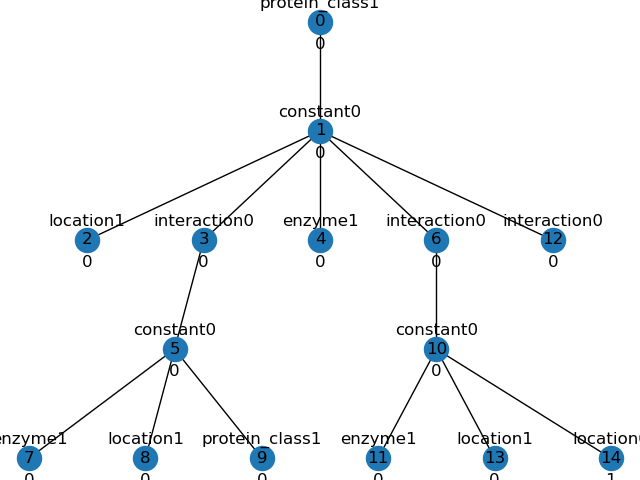 protein_class1
0
0
constant0
1
0
location1 interaction0 enzyme1 interaction0 interaction0
2 3 4 6 12
0 0 0 0 0
constant0 constant0
5 10
0 0
enzyme1 location1 protein_class1 enzyme1 location1
7 8 9 11 13 14
0 0 0 0 0 1